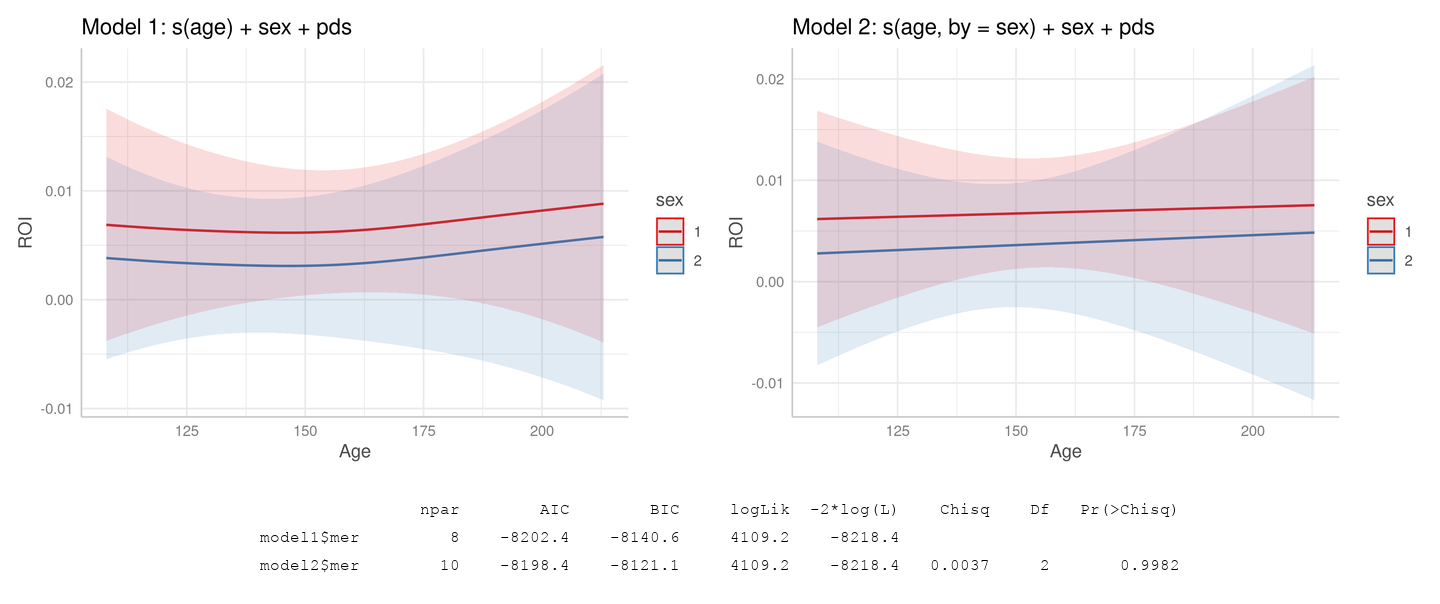 Model 1: s(age) + sex + pds
0.02
0.01
0.00
-0.01
ROI
125 150 175 200
Age
sex
1
2
Model 2: s(age, by = sex) + sex + pds
0.02
0.01
0.00
-0.01
ROI
125 150 175 200
Age
sex
1
2
npar AIC BIC logLik -2*log(L) Chisq Df Pr(>Chisq)
model1$mer 8 -8202.4 -8140.6 4109.2 -8218.4
model2$mer 10 -8198.4 -8121.1 4109.2 -8218.4 0.0037 2 0.9982